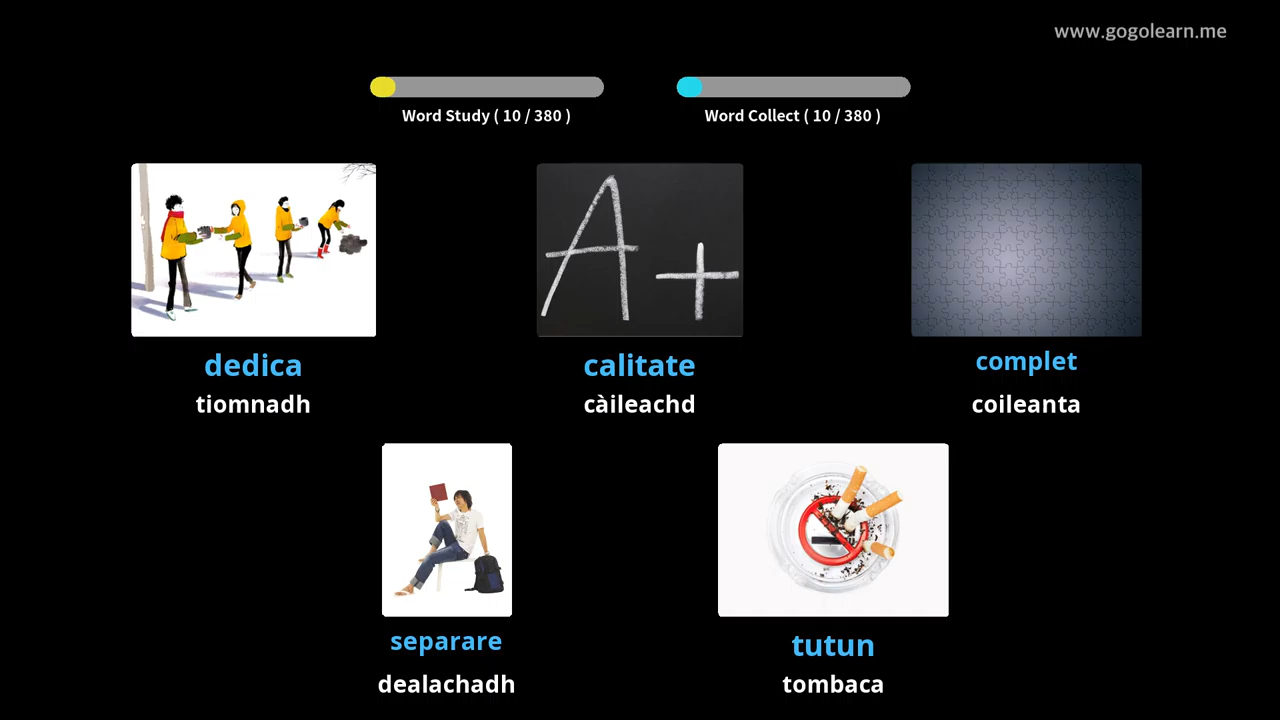 www.gogolearn.me
Word Study ( 10 / 380 )
Word Collect ( 10 / 380 )
A+
dedica
tiomnadh
calitate
càileachd
complet
coileanta
separare
dealachadh
tutun
tombaca